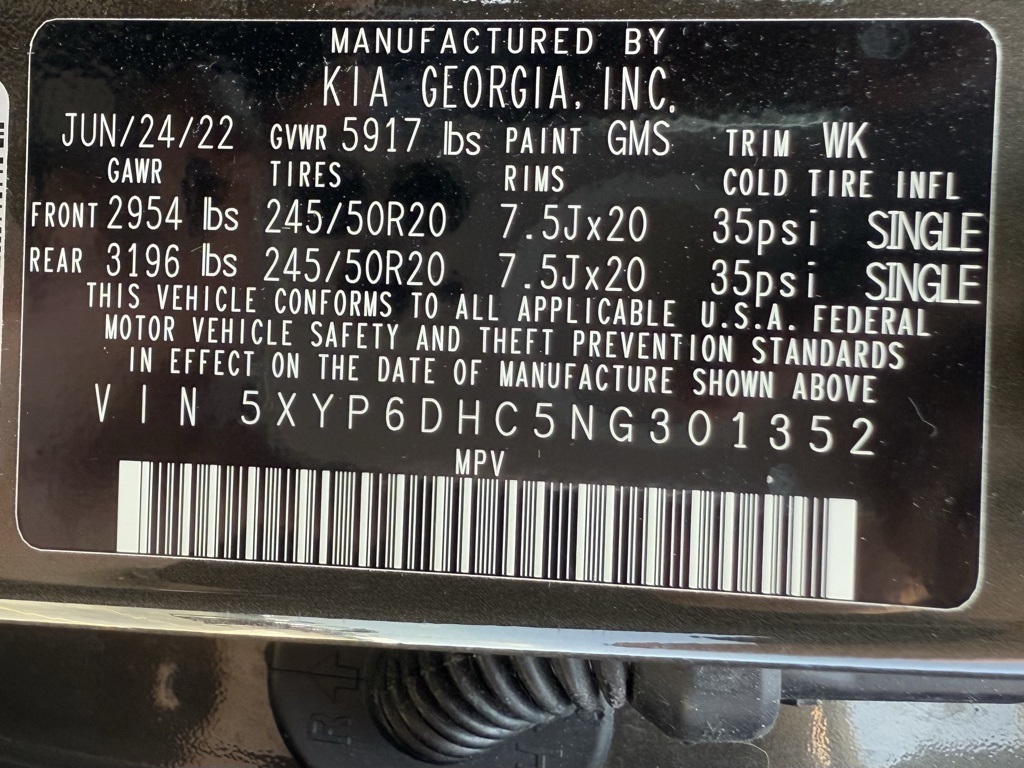 MANUFACTURED BY
KIA GEORGIA, INC.
JUN/24/22 GVWR 5917 lbs PAINT GMS TRIM WK
GAWR TIRES RIMS COLD TIRE INFL
FRONT 2954 lbs 245/50R20 7.5Jx20 35psi SINGLE
REAR 3196 lbs 245/50R20 7.5Jx20 35psi SINGLE
THIS VEHICLE CONFORMS TO ALL APPLICABLE U.S.A. FEDERAL
MOTOR VEHICLE SAFETY AND THEFT PREVENTION STANDARDS
IN EFFECT ON THE DATE OF MANUFACTURE SHOWN ABOVE
VIN 5XYP6DHC5NG301352
MPV
R